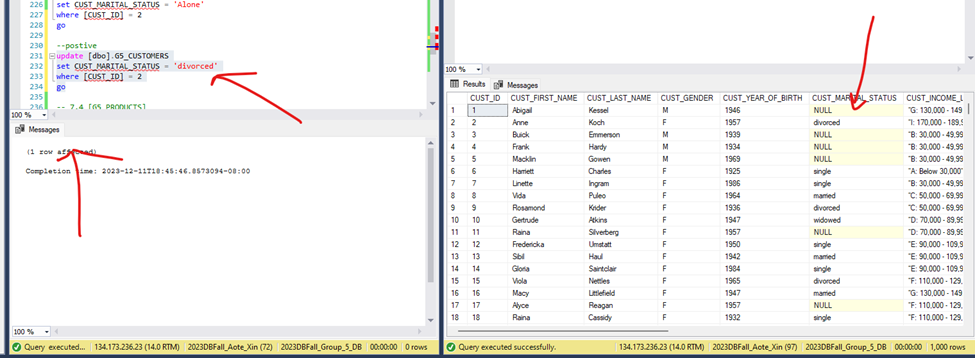 226 set CUST_MARITAL_STATUS = 'Alone'
227 where [CUST_ID] = 2
228 go
229
230 --postive
231 update [dbo].G5_CUSTOMERS
232 set CUST_MARITAL_STATUS = 'divorced'
233 where [CUST_ID] = 2
234 go
235
236 -- 7.4 [G5_PRODUCTS]
100 %
Messages
(1 row affected)
Completion time: 2023-12-11T18:45:46.8573094-08:00
100 %
Query executed... 134.173.236.23 (14.0 RTM) 2023DBFall_Aote_Xin (72) 2023DBFall_Group_5_DB 00:00:00 0 rows
100 %
Results Messages
CUST_ID CUST_FIRST_NAME CUST_LAST_NAME CUST_GENDER CUST_YEAR_OF_BIRTH CUST_MARITAL_STATUS CUST_INCOME_L
1 1 Abigail Kessel M 1946 NULL "G: 130,000 - 149
2 2 Anne Koch F 1957 divorced "I: 170,000 - 189,9
3 3 Buick Emmerson M 1939 NULL "B: 30,000 - 49,99
4 4 Frank Hardy M 1934 NULL "B: 30,000 - 49,99
5 5 Macklin Gowen M 1969 NULL "B: 30,000 - 49,99
6 6 Harriett Charles F 1925 single "A: Below 30,000"
7 7 Linette Ingram F 1986 single "B: 30,000 - 49,99
8 8 Vida Puleo F 1964 married "C: 50,000 - 69,99
9 9 Rosamond Krider F 1936 divorced "C: 50,000 - 69,99
10 10 Gertrude Atkins F 1947 widowed "D: 70,000 - 89,99
11 11 Raina Silverberg F 1957 NULL "D: 70,000 - 89,99
12 12 Fredericka Umstatt F 1950 single "E: 90,000 - 109,9
13 13 Sibil Haul F 1942 married "E: 90,000 - 109,9
14 14 Gloria Saintclair F 1984 single "E: 90,000 - 109,9
15 15 Viola Nettles F 1965 divorced "F: 110,000 - 129,
16 16 Macy Littlefield F 1947 married "G: 130,000 - 149
17 17 Alyce Reagan F 1957 NULL "F: 110,000 - 129,
18 18 Raina Cassidy F 1932 single "F: 110,000 - 129,
Query executed successfully. 134.173.236.23 (14.0 RTM) 2023DBFall_Aote_Xin (97) 2023DBFall_Group_5_DB 00:00:00 1,000 rows